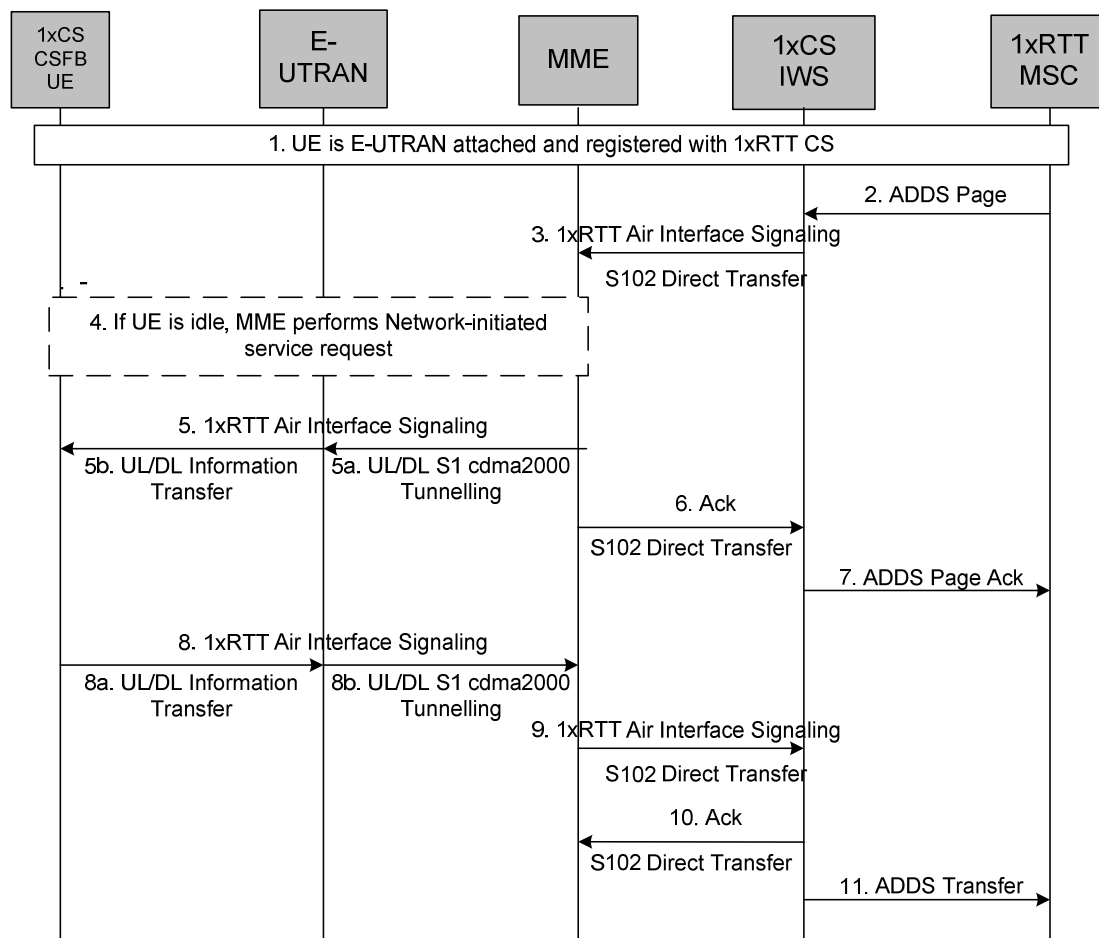 1xCS
CSFB
UE
E-
UTRAN
MME
1xCS
IWS
1xRTT
MSC
1. UE is E-UTRAN attached and registered with 1xRTT CS
2. ADDS Page
3. 1xRTT Air Interface Signaling
S102 Direct Transfer
4. If UE is idle, MME performs Network-initiated
service request
5. 1xRTT Air Interface Signaling
5b. UL/DL Information
Transfer
5a. UL/DL S1 cdma2000
Tunnelling
6. Ack
S102 Direct Transfer
7. ADDS Page Ack
8. 1xRTT Air Interface Signaling
8a. UL/DL Information
Transfer
8b. UL/DL S1 cdma2000
Tunnelling
9. 1xRTT Air Interface Signaling
S102 Direct Transfer
10. Ack
S102 Direct Transfer
11. ADDS Transfer